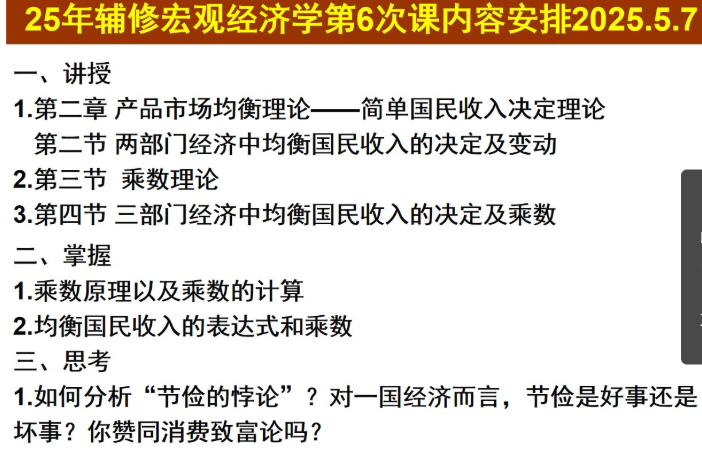 25年辅修宏观经济学第6次课内容安排2025.5.7
一、讲授
1.第二章 产品市场均衡理论——简单国民收入决定理论
第二节 两部门经济中均衡国民收入的决定及变动
2.第三节 乘数理论
3.第四节 三部门经济中均衡国民收入的决定及乘数
二、掌握
1.乘数原理以及乘数的计算
2.均衡国民收入的表达式和乘数
三、思考
1.如何分析“节俭的悖论”？对一国经济而言，节俭是好事还是
坏事？你赞同消费致富论吗？